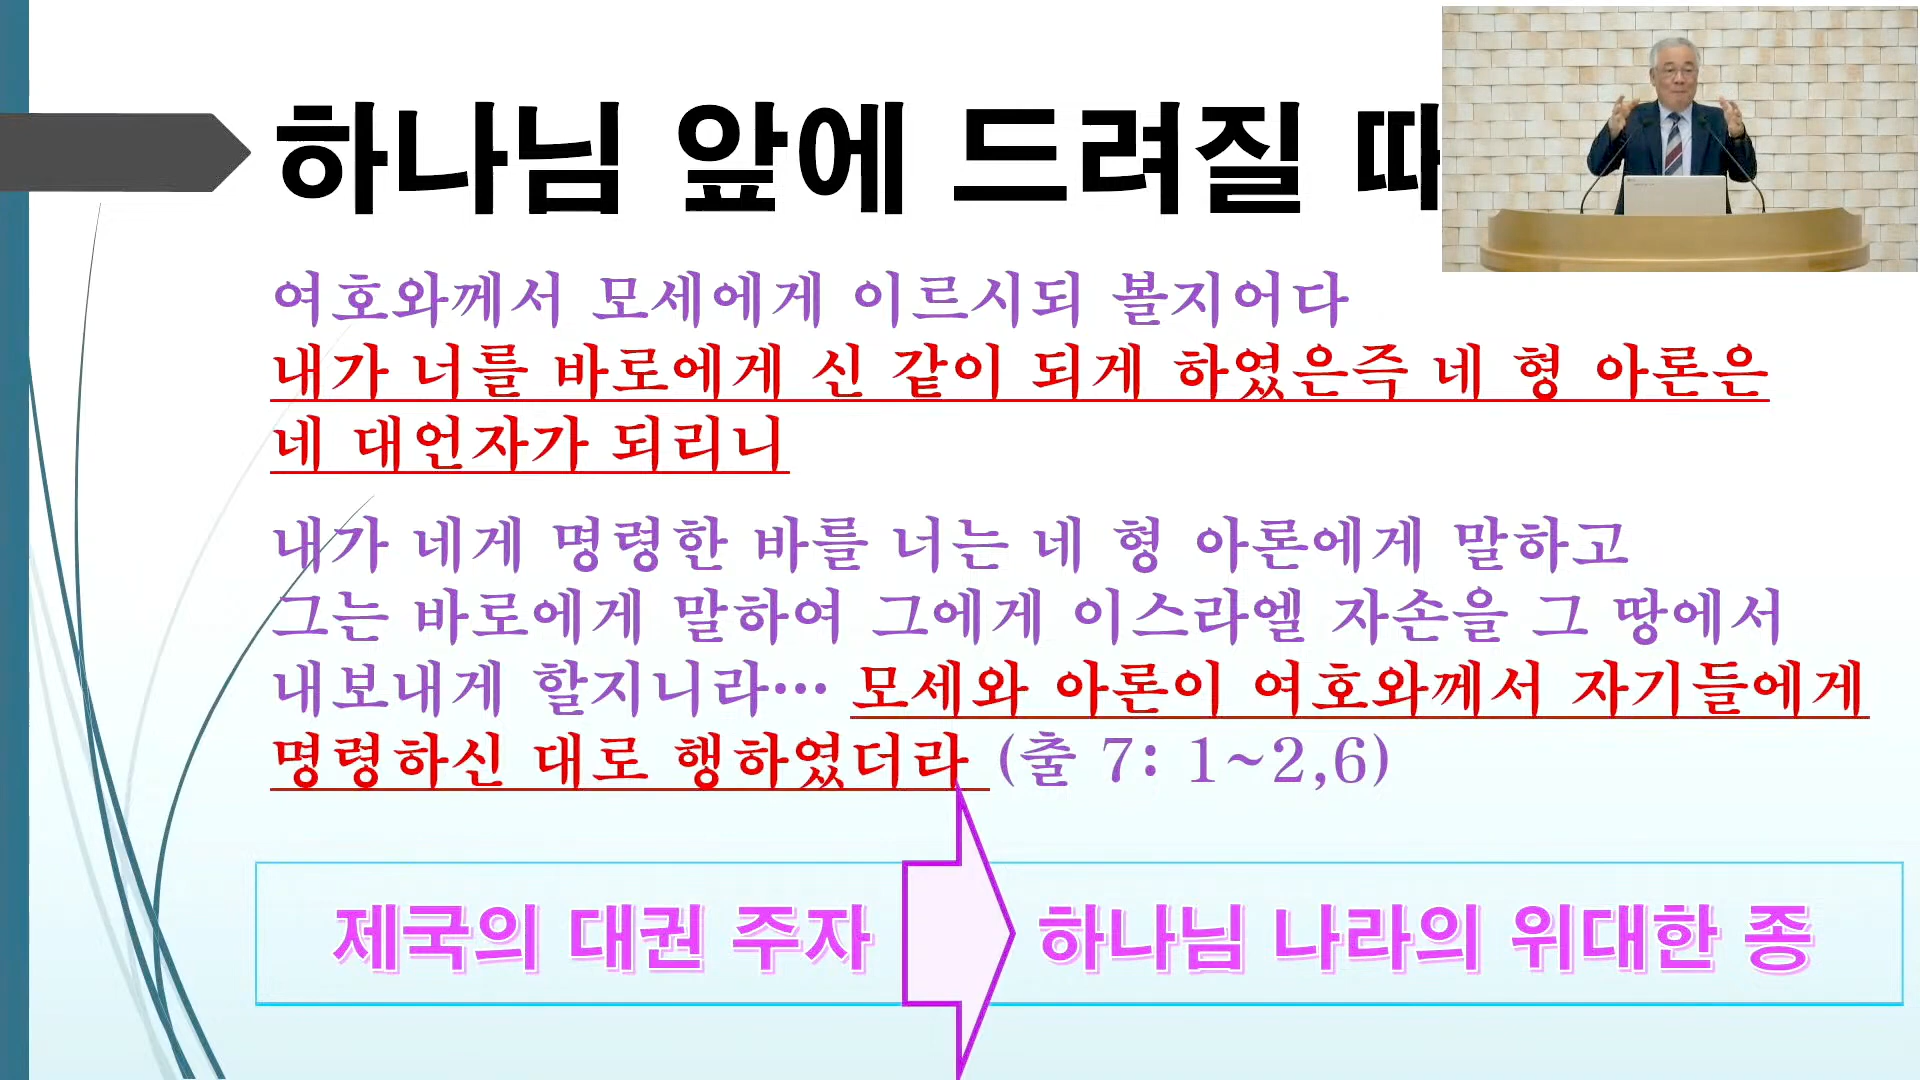 하나님 앞에 드려질
여호와께서 모세에게 이르시되 볼지어다
내가 너를 바로에게 신 같이 되게 하였은즉 네 형 아론은
네 대언자가 되리니
내가 네게 명령한 바를 너는 네 형 아론에게 말하고
그는 바로에게 말하여 그에게 이스라엘 자손을 그 땅에서
내보내게 할지니라… 모세와 아론이 여호와께서 자기들에게
명령하신 대로 행하였더라 (출 7: 1~2,6)
제국의 대권 주자
하나님 나라의 위대한 종